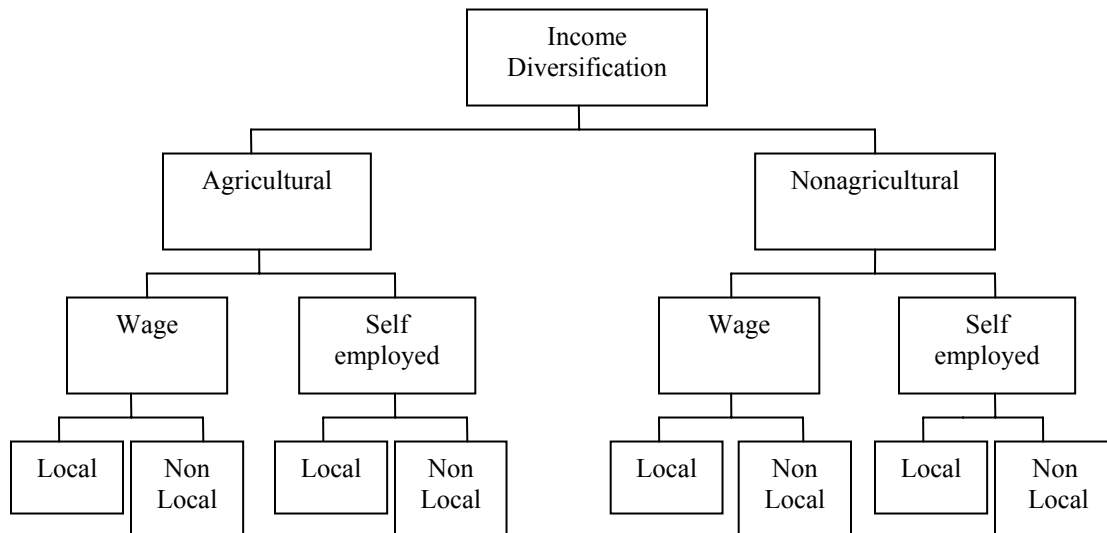 Income
Diversification
Agricultural
Nonagricultural
Wage
Self
employed
Wage
Self
employed
Local
Non
Local
Local
Non
Local
Local
Non
Local
Local
Non
Local